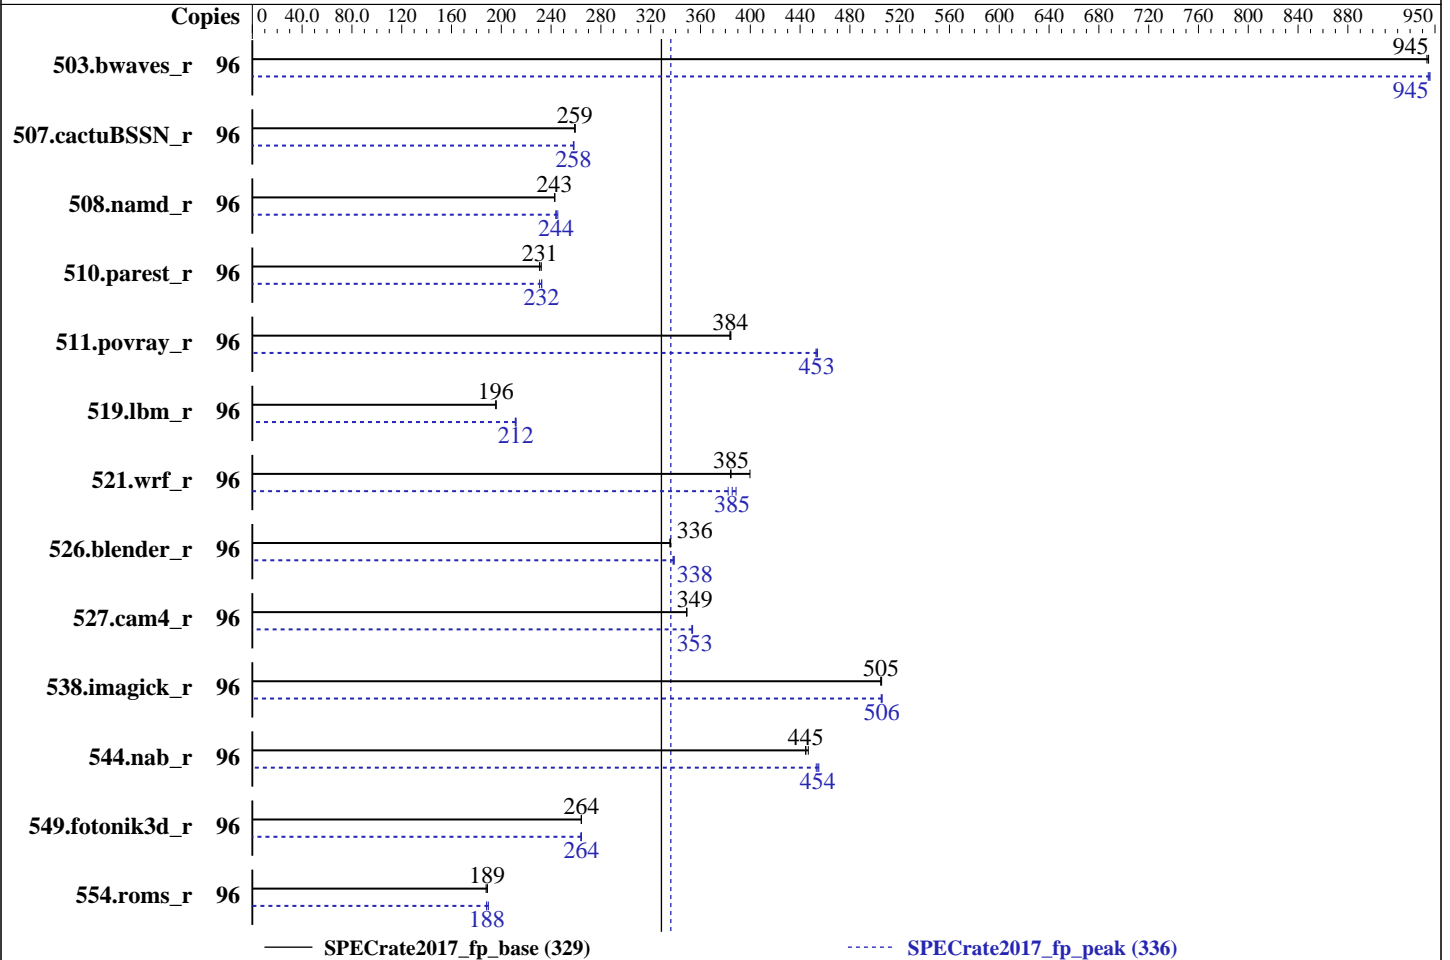 Copies 0 40.0 80.0 120 160 200 240 280 320 360 400 440 480 520 560 600 640 680 720 760 800 840 880 950
945
503.bwaves_r 96
945
259
507.cactuBSSN_r 96
258
243
508.namd_r 96
244
231
510.parest_r 96
232
384
511.povray_r 96
453
196
519.lbm_r 96
212
385
521.wrf_r 96
385
336
526.blender_r 96
338
349
527.cam4_r 96
353
505
538.imagick_r 96
506
445
544.nab_r 96
454
264
549.fotonik3d_r 96
264
189
554.roms_r 96
188
SPECrate2017_fp_base (329) SPECrate2017_fp_peak (336)